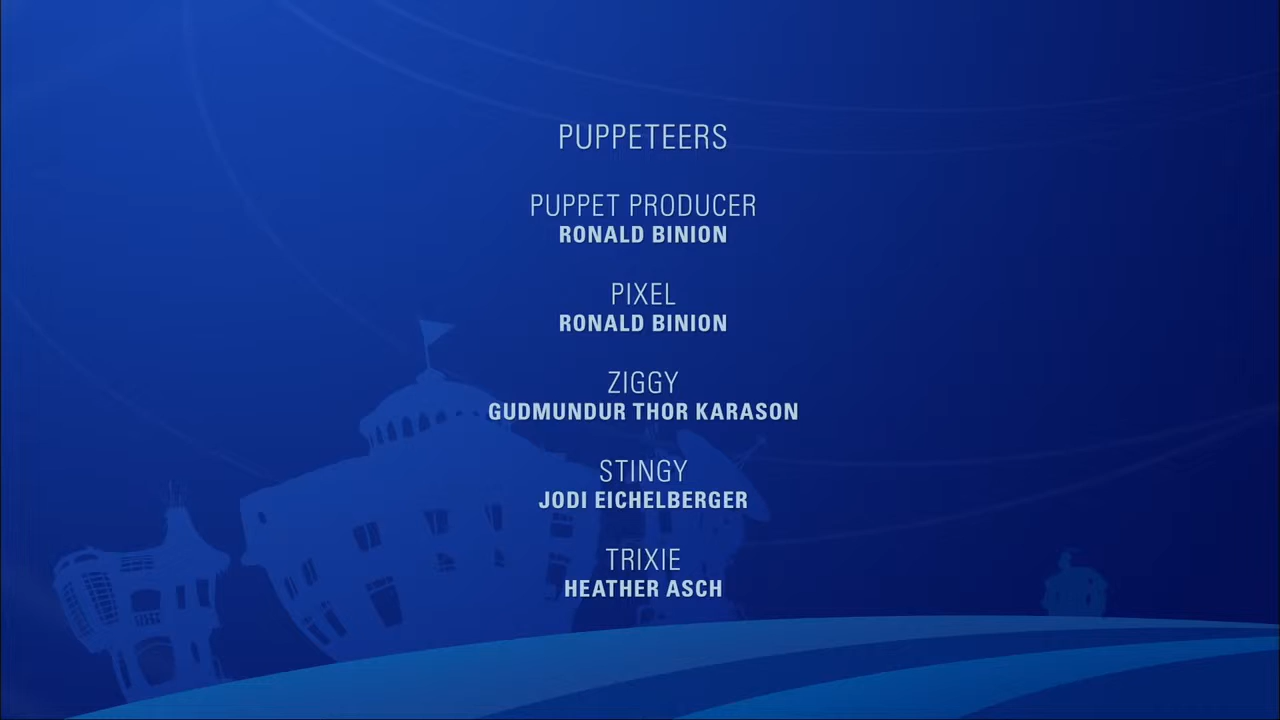 PUPPETEERS
PUPPET PRODUCER
RONALD BINION
PIXEL
RONALD BINION
ZIGGY
GUDMUNDUR THOR KARASON
STINGY
JODI EICHELBERGER
TRIXIE
HEATHER ASCH